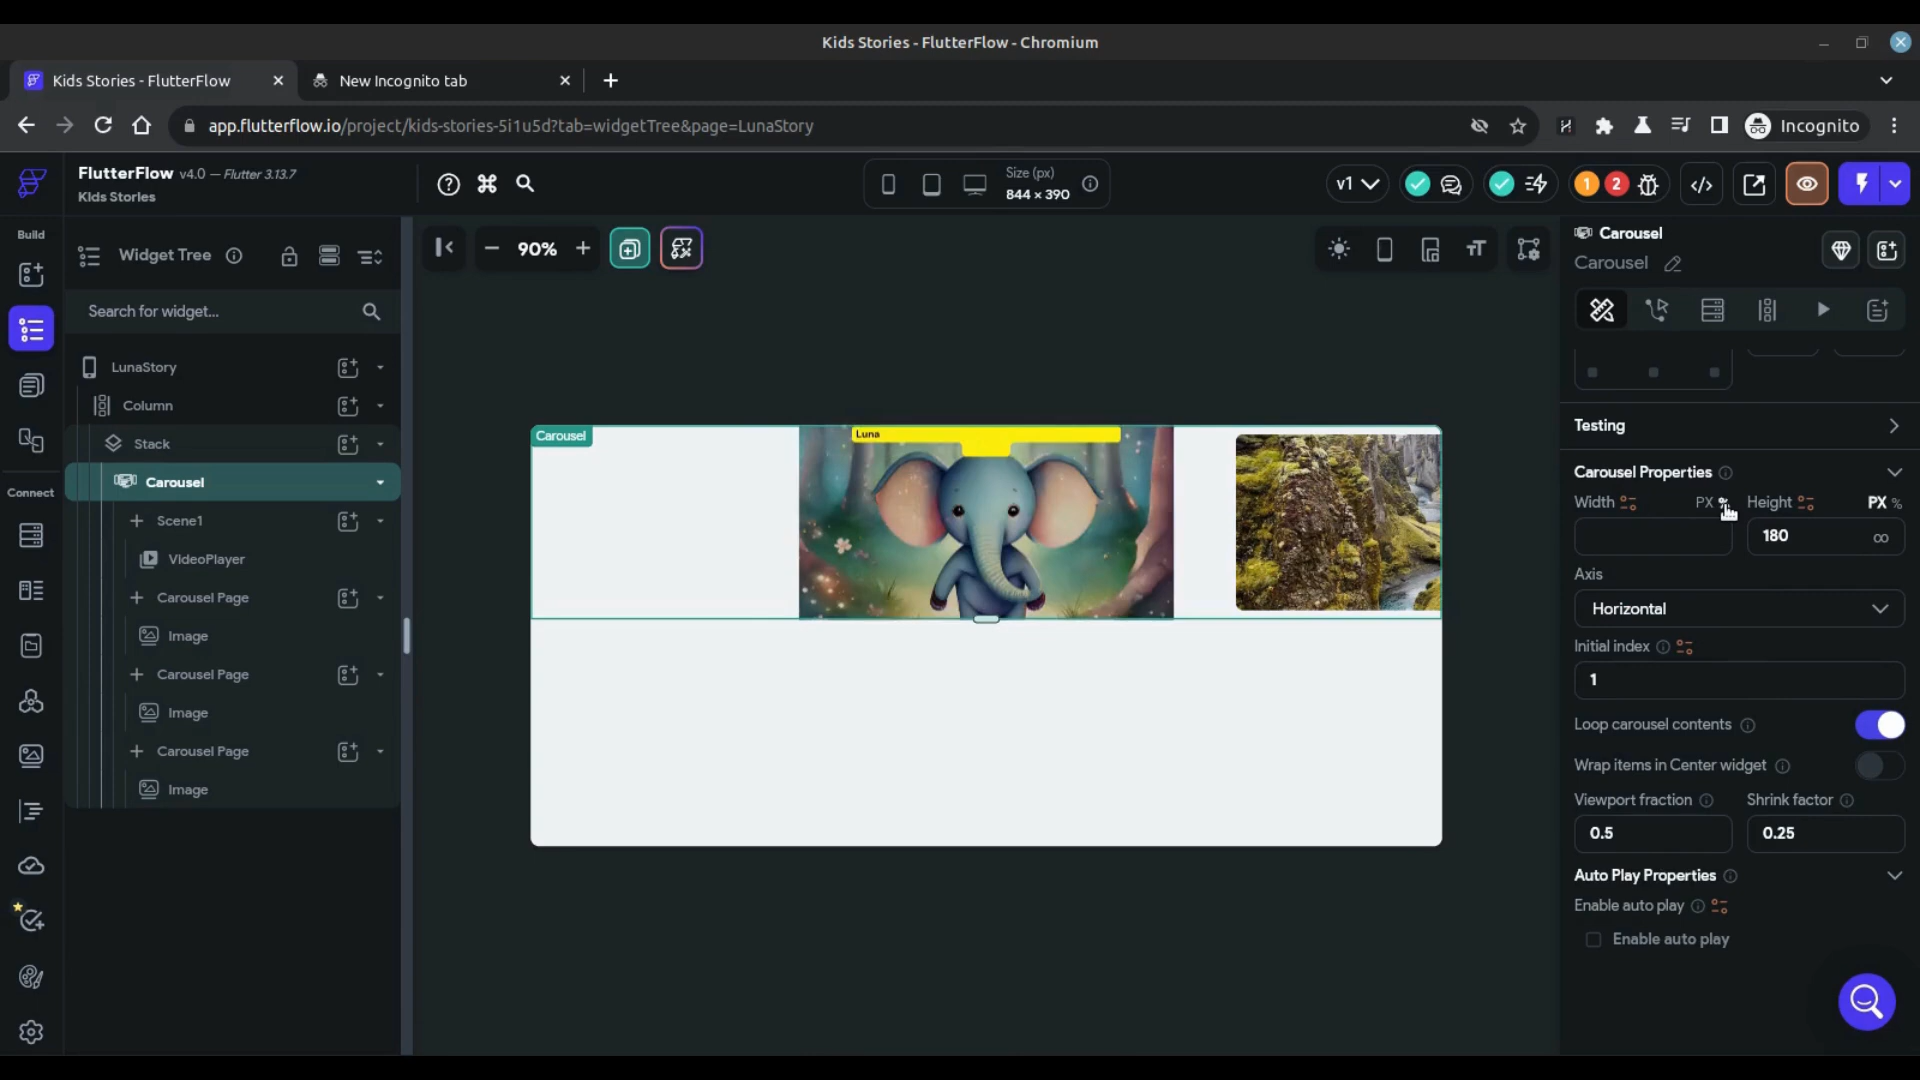 Kids Stories - FlutterFlow - Chromium
Kids Stories - FlutterFlow
New Incognito tab
app.flutterflow.io/project/kids-stories-5i1u5d?tab=widgetTree&page=LunaStory
Incognito
FlutterFlow v4.0 – Flutter 3.13.7
Kids Stories
Size (px)
844 × 390
v1
1
2
Build
Widget Tree
90%
Carousel
Carousel
Search for widget...
LunaStory
Column
Stack
Carousel
Scene1
VideoPlayer
Carousel Page
Image
Carousel Page
Image
Carousel Page
Image
Connect
Carousel
Luna
Testing
Carousel Properties
Width
PX %
Height
PX %
180
Axis
Horizontal
Initial index
1
Loop carousel contents
Wrap items in Center widget
Viewport fraction
Shrink factor
0.5
0.25
Auto Play Properties
Enable auto play
Enable auto play